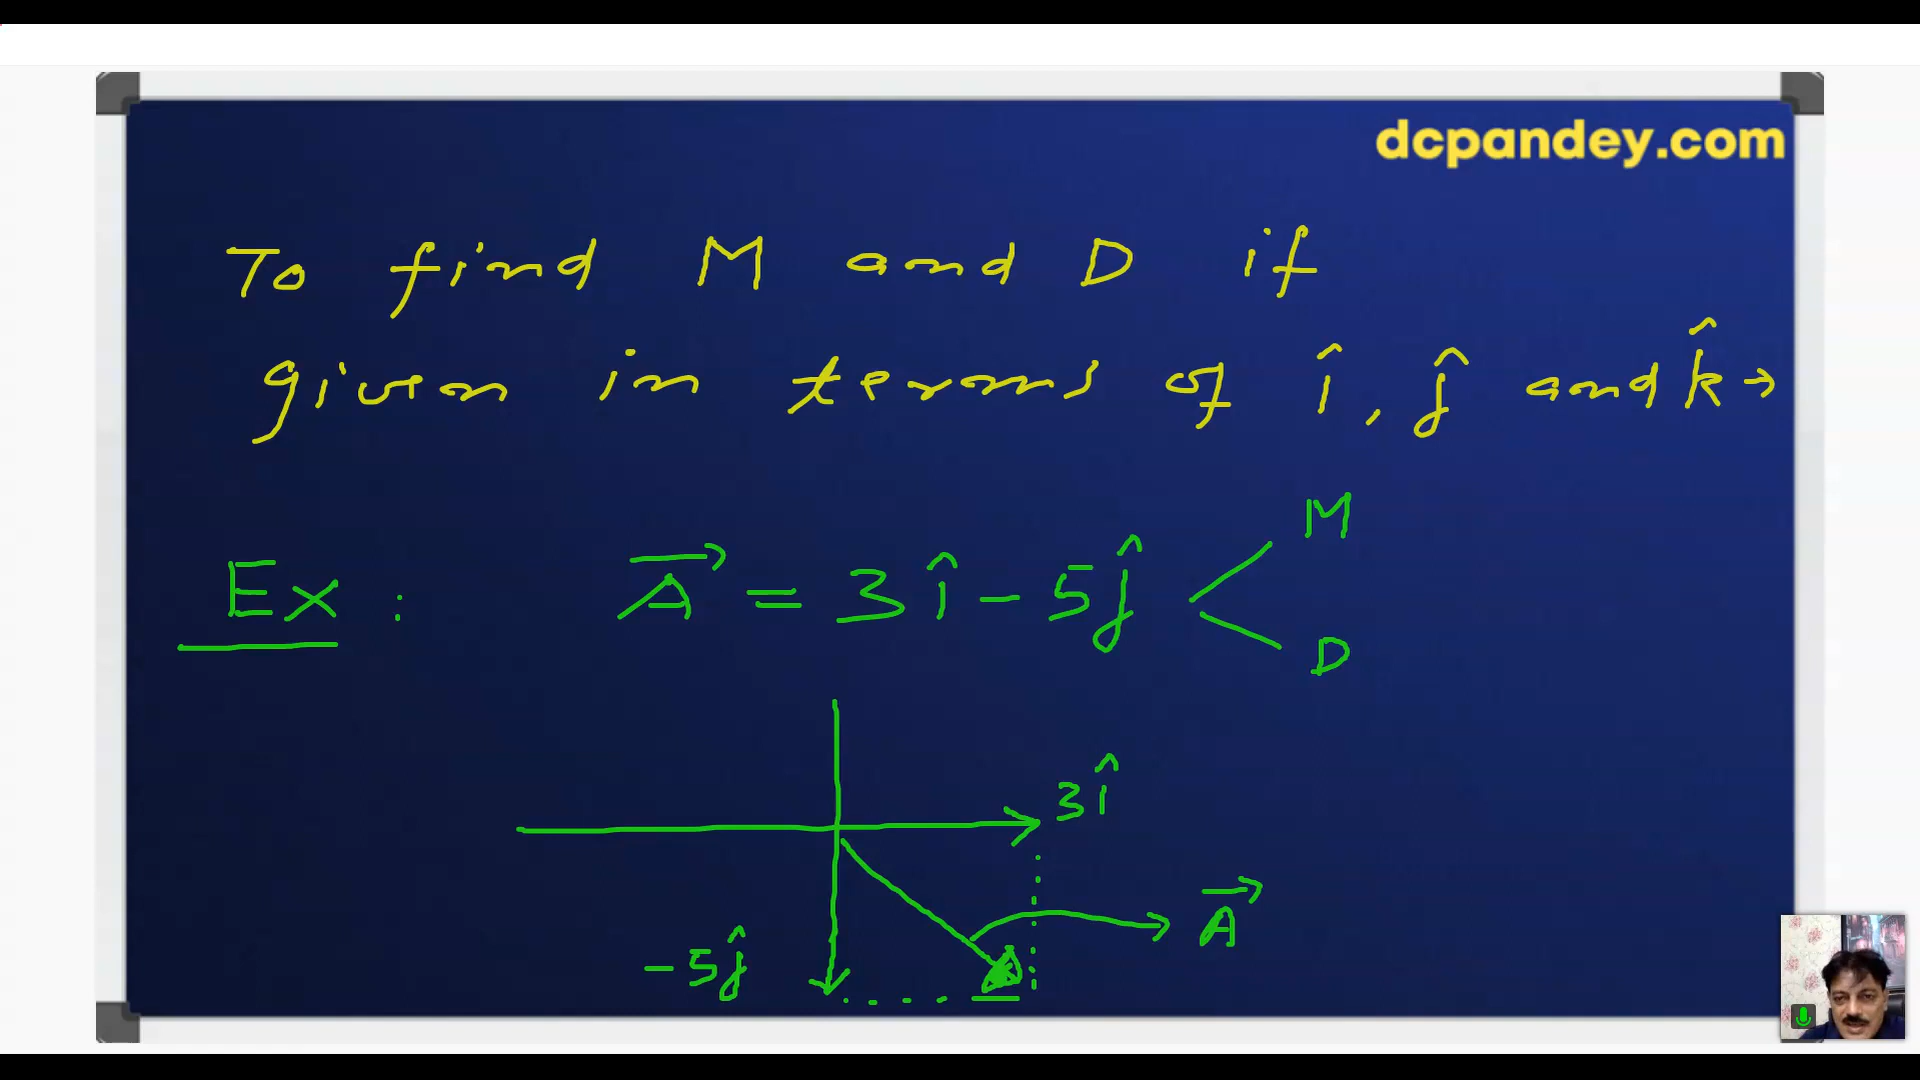 dcpandey.com
To find M and D if
given in terms of î, ĵ and k̂ →
Ex : A⃗ = 3î - 5ĵ < M D
3î
A⃗
-5ĵ